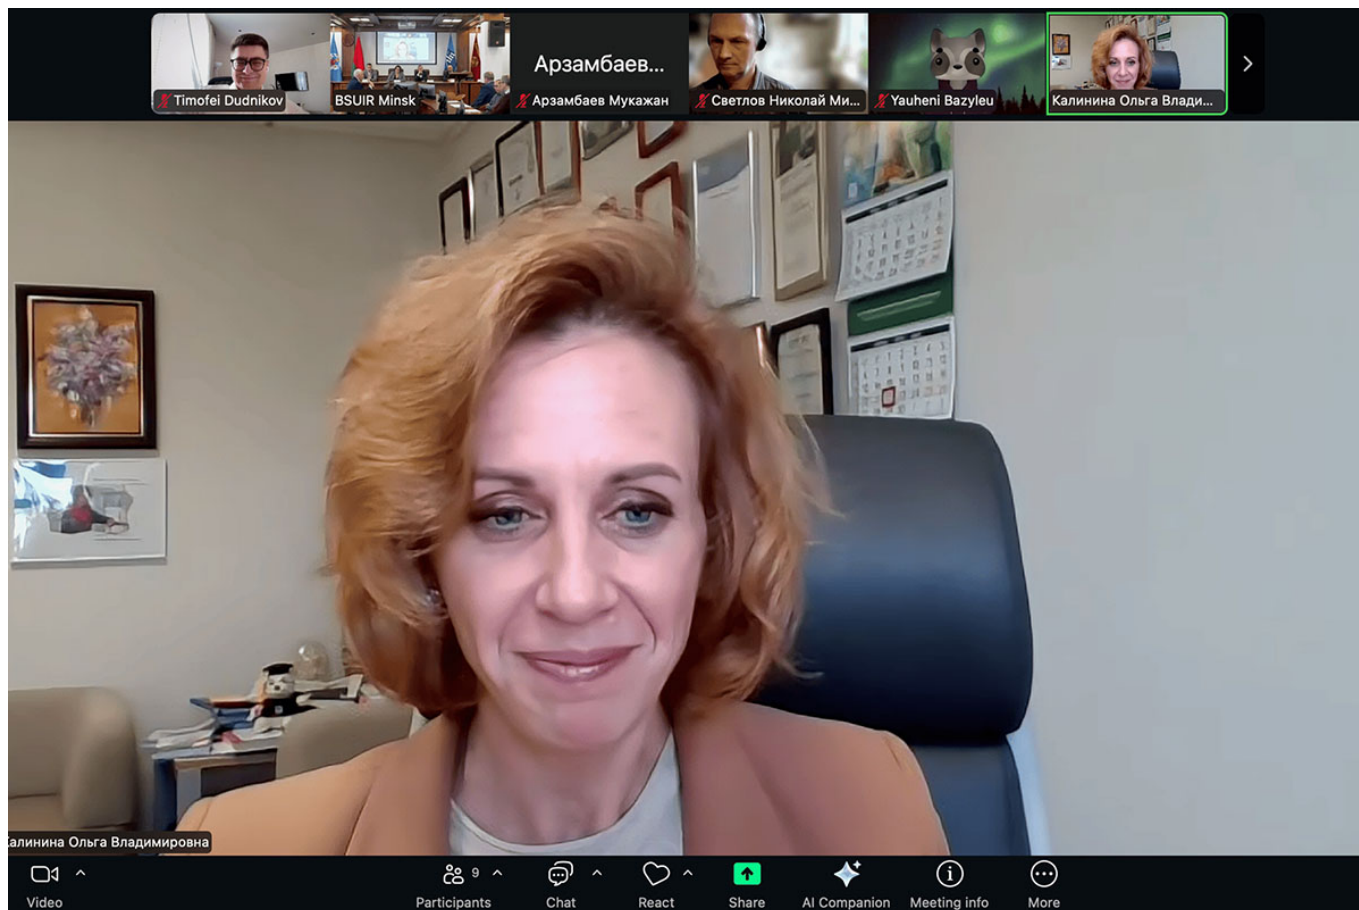 Арзамбаев...
Timofei Dudnikov
BSUIR Minsk
Арзамбаев Мукажан
Светлов Николай Ми...
Yauheni Bazyleu
Калинина Ольга Влади...
Калинина Ольга Владимировна
9
Video
Participants
Chat
React
Share
AI Companion
Meeting info
More